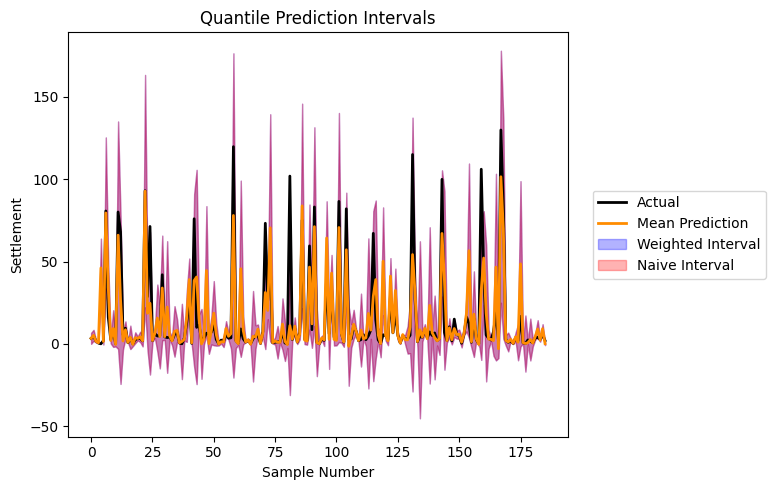 Quantile Prediction Intervals
Settlement
150
100
50
0
−50
0 25 50 75 100 125 150 175
Sample Number
Actual
Mean Prediction
Weighted Interval
Naive Interval